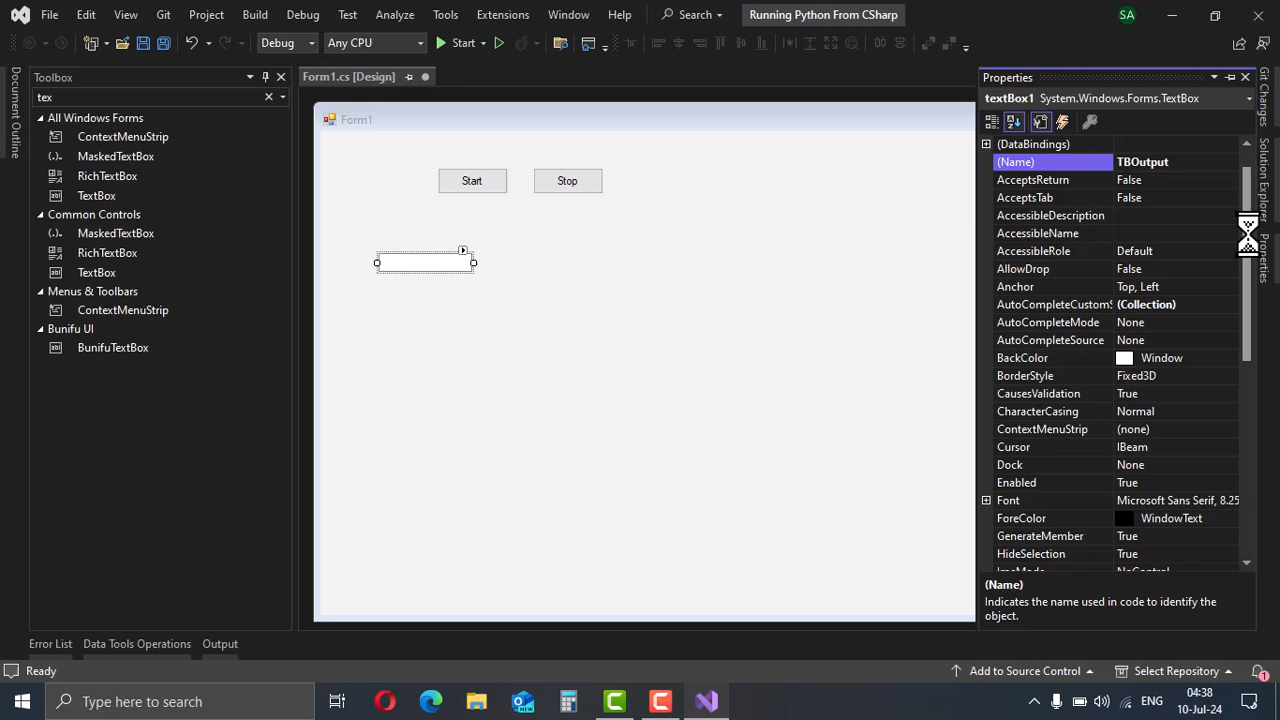 File Edit View Git Project Build Debug Test Analyze Tools Extensions Window Help Search Running Python From CSharp SA
Debug Any CPU Start
Document Outline
Toolbox
tex
All Windows Forms
ContextMenuStrip
MaskedTextBox
RichTextBox
TextBox
Common Controls
MaskedTextBox
RichTextBox
TextBox
Menus & Toolbars
ContextMenuStrip
Bunifu UI
BunifuTextBox
Form1.cs [Design]
Form1
Start Stop
Properties
textBox1 System.Windows.Forms.TextBox
(DataBindings)
(Name) TBOutput
AcceptsReturn False
AcceptsTab False
AccessibleDescription
AccessibleName
AccessibleRole Default
AllowDrop False
Anchor Top, Left
AutoCompleteCustomS (Collection)
AutoCompleteMode None
AutoCompleteSource None
BackColor Window
BorderStyle Fixed3D
CausesValidation True
CharacterCasing Normal
ContextMenuStrip (none)
Cursor IBeam
Dock None
Enabled True
Font Microsoft Sans Serif, 8.25
ForeColor WindowText
GenerateMember True
HideSelection True
ImeMode NoControl
(Name)
Indicates the name used in code to identify the
object.
Git Changes
Solution Explorer
Properties
Error List Data Tools Operations Output
Ready Add to Source Control Select Repository 1
Type here to search ENG 04:38
10-Jul-24